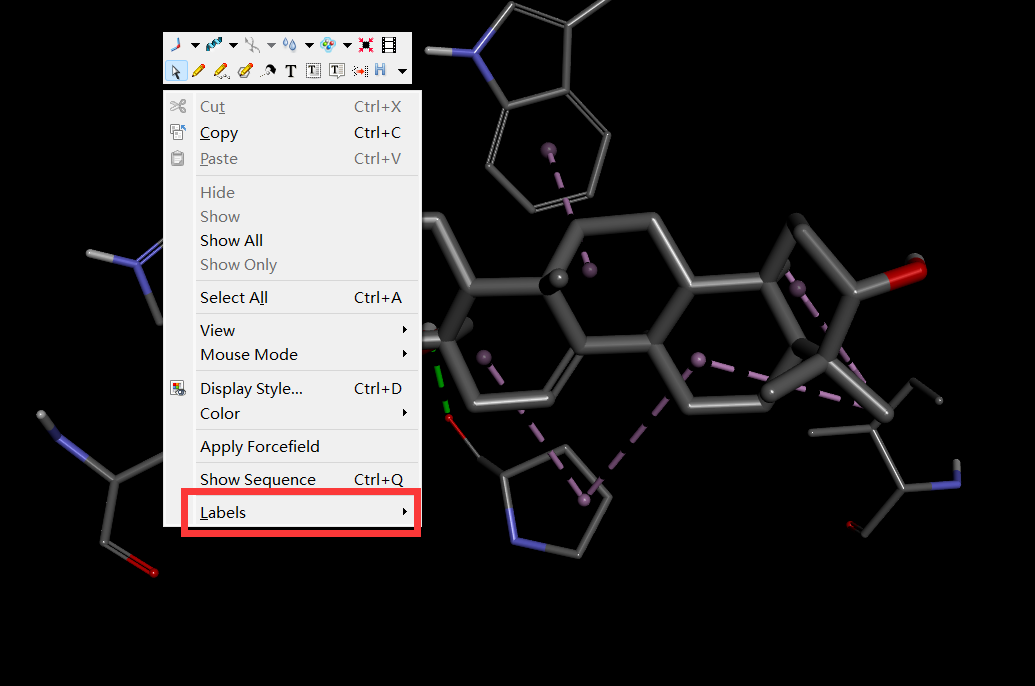 T T T H
Cut Ctrl+X
Copy Ctrl+C
Paste Ctrl+V
Hide
Show
Show All
Show Only
Select All Ctrl+A
View
Mouse Mode
Display Style... Ctrl+D
Color
Apply Forcefield
Show Sequence Ctrl+Q
Labels